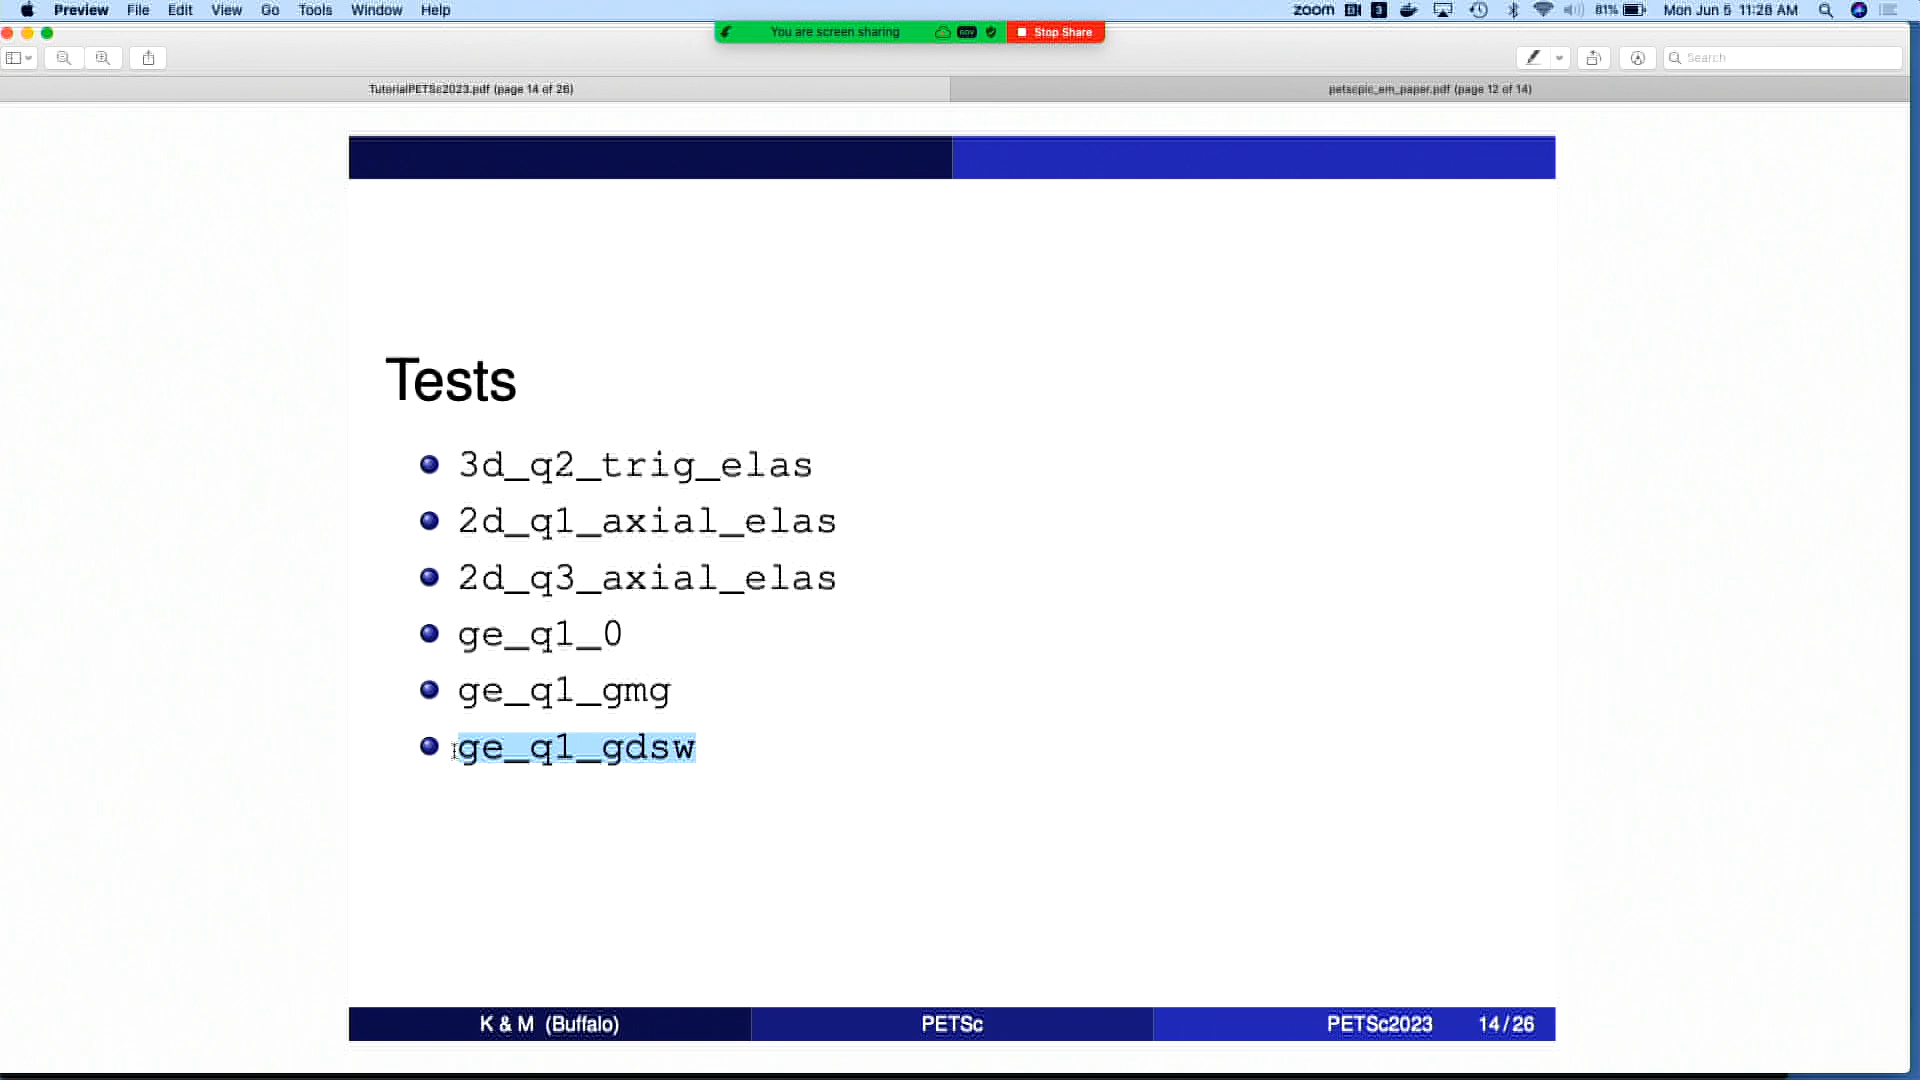 Preview File Edit View Go Tools Window Help zoom 3 81% Mon Jun 5 11:28 AM
You are screen sharing Stop Share
Search
TutorialPETSc2023.pdf (page 14 of 26) petscpic_em_paper.pdf (page 12 of 14)
Tests
3d_q2_trig_elas
2d_q1_axial_elas
2d_q3_axial_elas
ge_q1_0
ge_q1_gmg
ge_q1_gdsw
K & M (Buffalo) PETSc PETSc2023 14 / 26